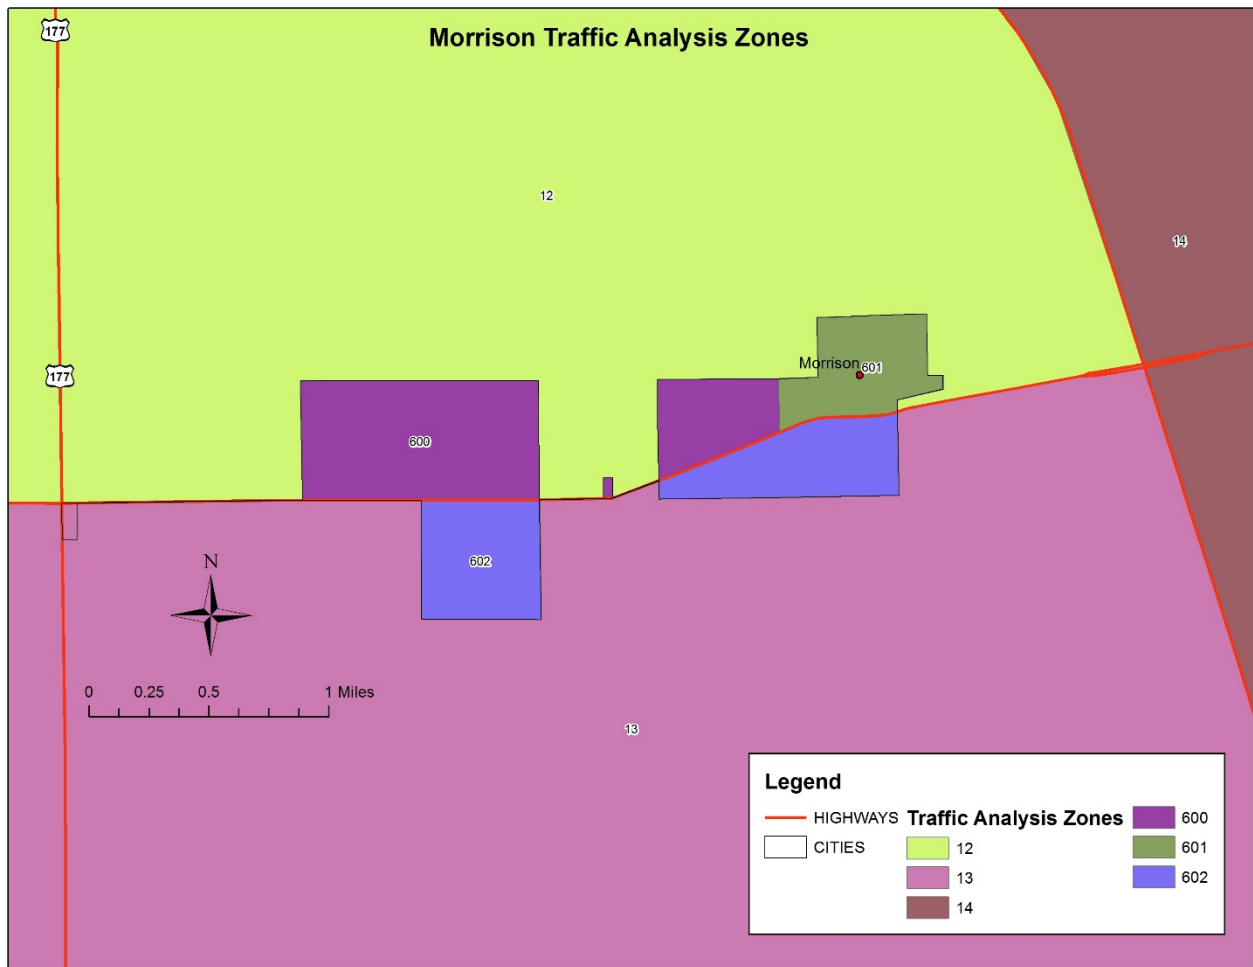 177
Morrison Traffic Analysis Zones
12
14
177
Morrison
601
600
602
N
0 0.25 0.5 1 Miles
13
Legend
HIGHWAYS
CITIES
Traffic Analysis Zones
12
13
14
600
601
602